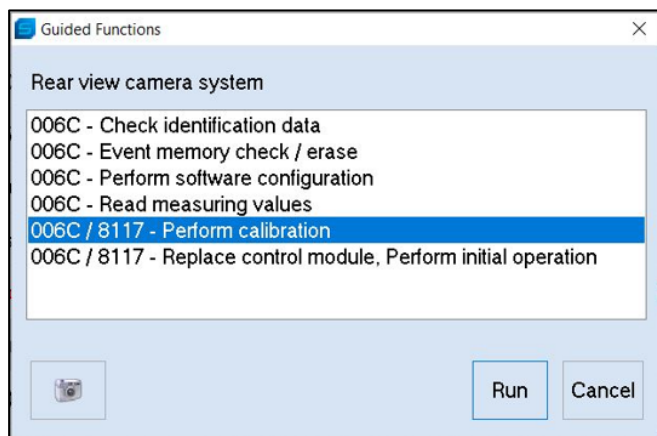 Guided Functions
Rear view camera system
006C - Check identification data
006C - Event memory check / erase
006C - Perform software configuration
006C - Read measuring values
006C / 8117 - Perform calibration
006C / 8117 - Replace control module, Perform initial operation
Run Cancel